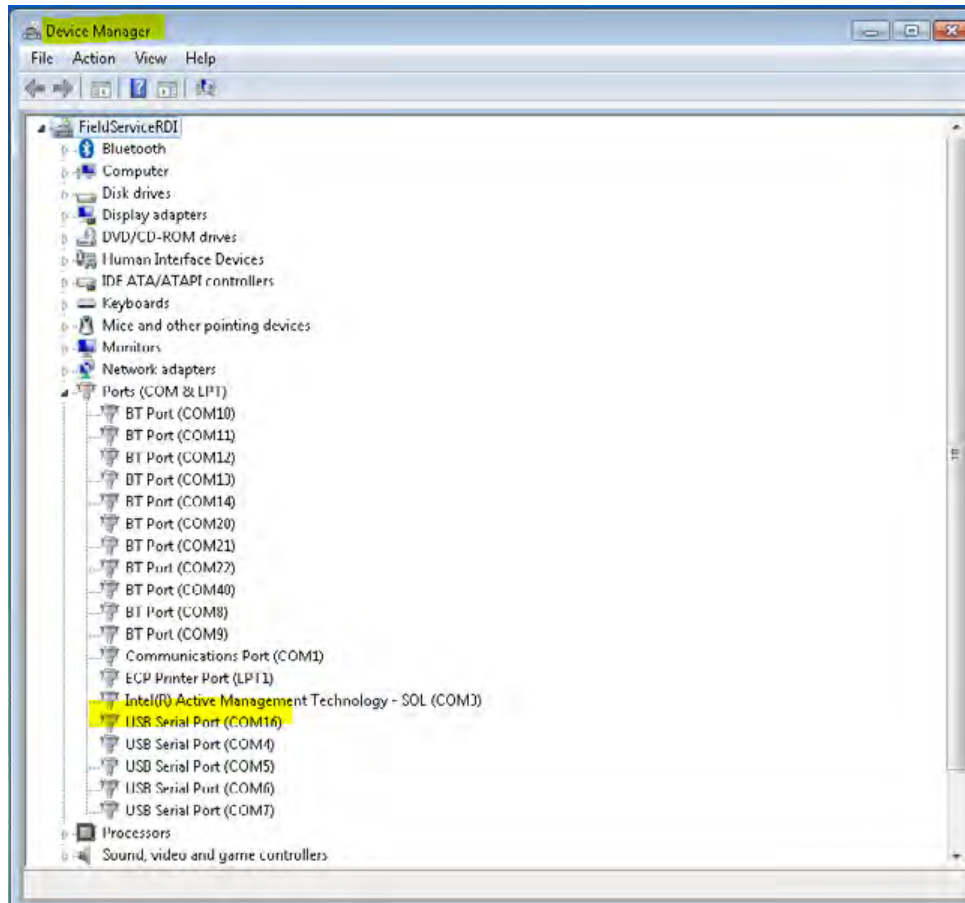 Device Manager
File Action View Help
FieldServiceRDI
Bluetooth
Computer
Disk drives
Display adapters
DVD/CD-ROM drives
Human Interface Devices
IDE ATA/ATAPI controllers
Keyboards
Mice and other pointing devices
Monitors
Network adapters
Ports (COM & LPT)
BT Port (COM10)
BT Port (COM11)
BT Port (COM12)
BT Port (COM13)
BT Port (COM14)
BT Port (COM20)
BT Port (COM21)
BT Port (COM22)
BT Port (COM40)
BT Port (COM8)
BT Port (COM9)
Communications Port (COM1)
ECP Printer Port (LPT1)
Intel(R) Active Management Technology - SOL (COM3)
USB Serial Port (COM16)
USB Serial Port (COM4)
USB Serial Port (COM5)
USB Serial Port (COM6)
USB Serial Port (COM7)
Processors
Sound, video and game controllers